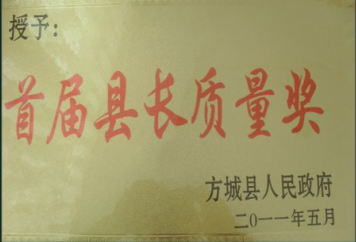 授予：
首届县长质量奖
方城县人民政府
二0一一年五月